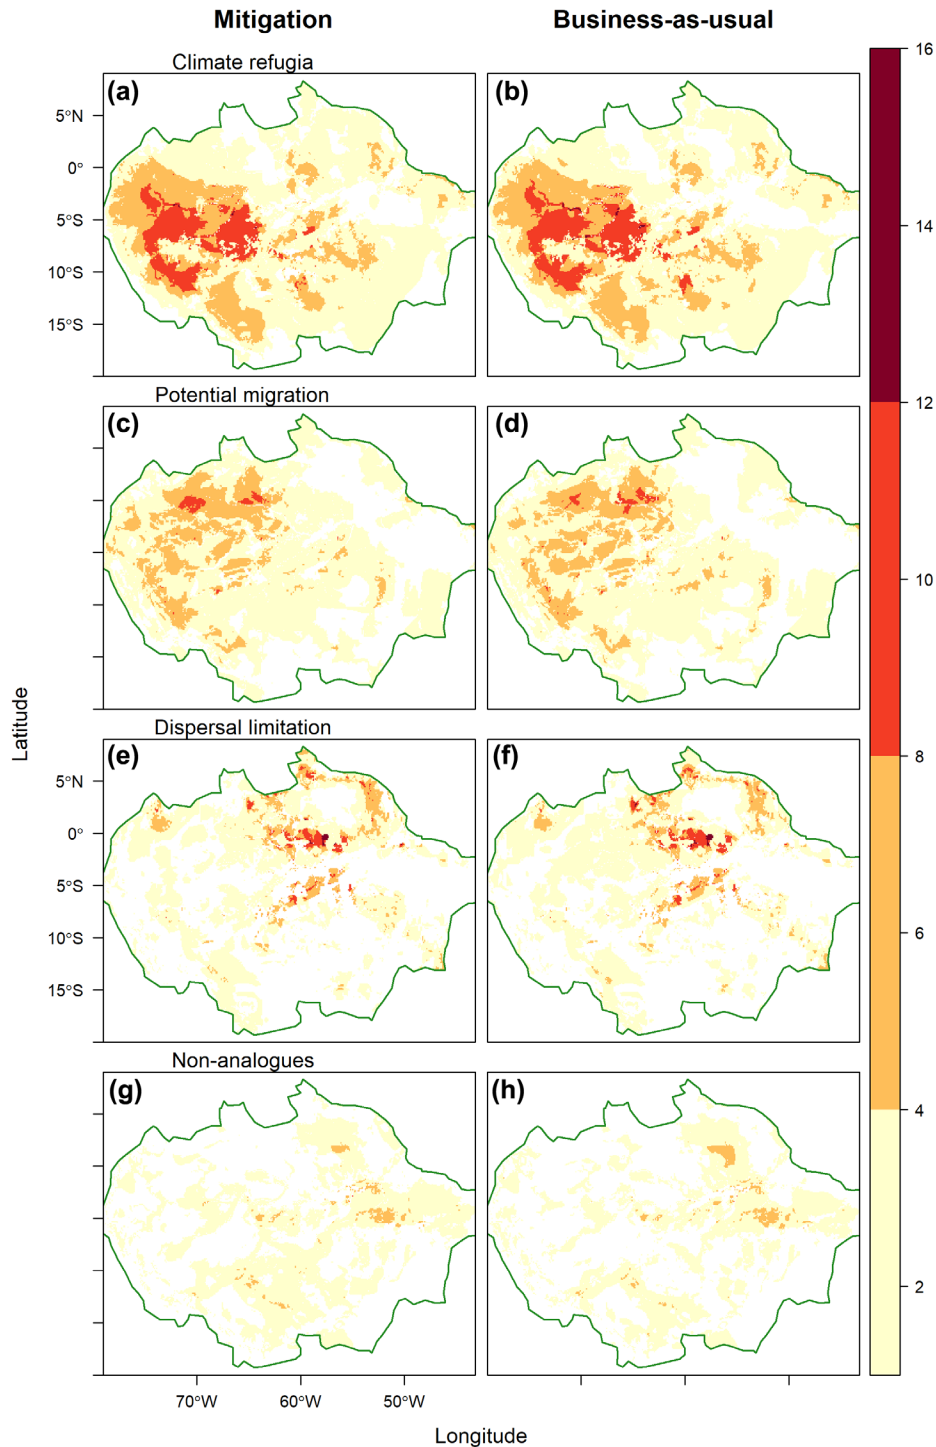 Mitigation
Business-as-usual
Climate refugia
(a)
(b)
5°N
0°
5°S
10°S
15°S
Potential migration
(c)
(d)
Dispersal limitation
(e)
(f)
5°N
0°
5°S
10°S
15°S
Non-analogues
(g)
(h)
70°W
60°W
50°W
Latitude
Longitude
16
14
12
10
8
6
4
2